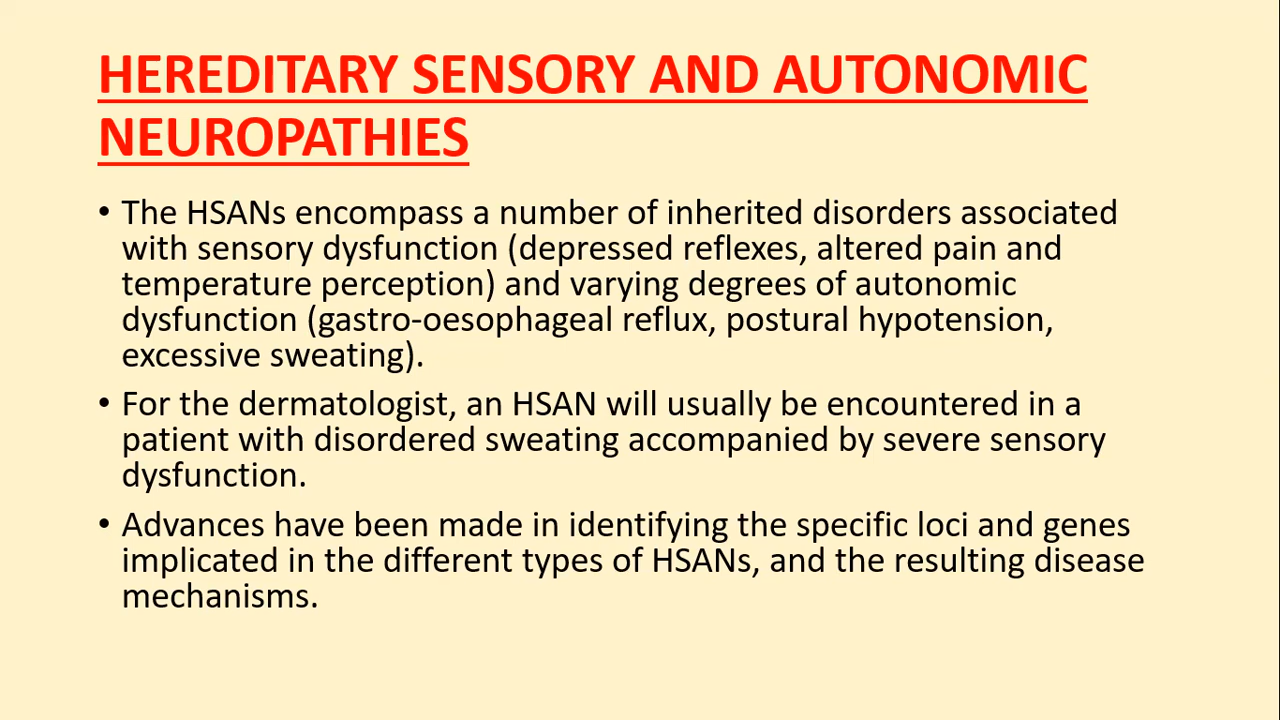 HEREDITARY SENSORY AND AUTONOMIC
NEUROPATHIES
• The HSANs encompass a number of inherited disorders associated
with sensory dysfunction (depressed reflexes, altered pain and
temperature perception) and varying degrees of autonomic
dysfunction (gastro-oesophageal reflux, postural hypotension,
excessive sweating).
• For the dermatologist, an HSAN will usually be encountered in a
patient with disordered sweating accompanied by severe sensory
dysfunction.
• Advances have been made in identifying the specific loci and genes
implicated in the different types of HSANs, and the resulting disease
mechanisms.